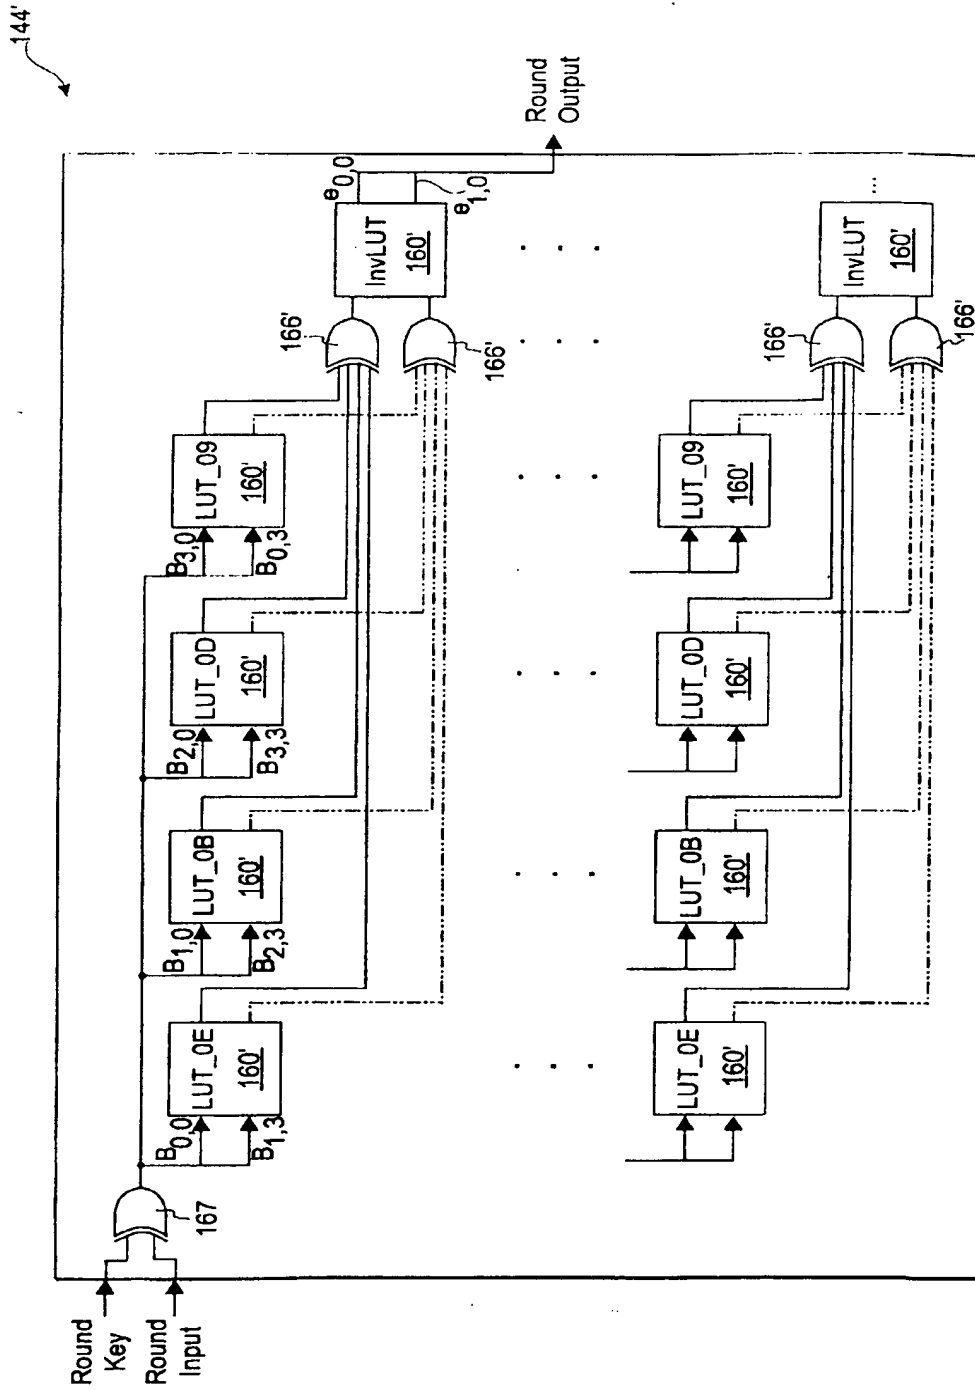 144'
Round
Key
Round
Input
167
B0,0
B1,3
LUT_0E
160'
B1,0
B2,3
LUT_0B
160'
B2,0
B3,3
LUT_0D
160'
B3,0
B0,3
LUT_09
160'
166'
166'
InvLUT
160'
e0,0
e1,0
Round
Output
LUT_0E
160'
LUT_0B
160'
LUT_0D
160'
LUT_09
160'
166'
166'
InvLUT
160'
...